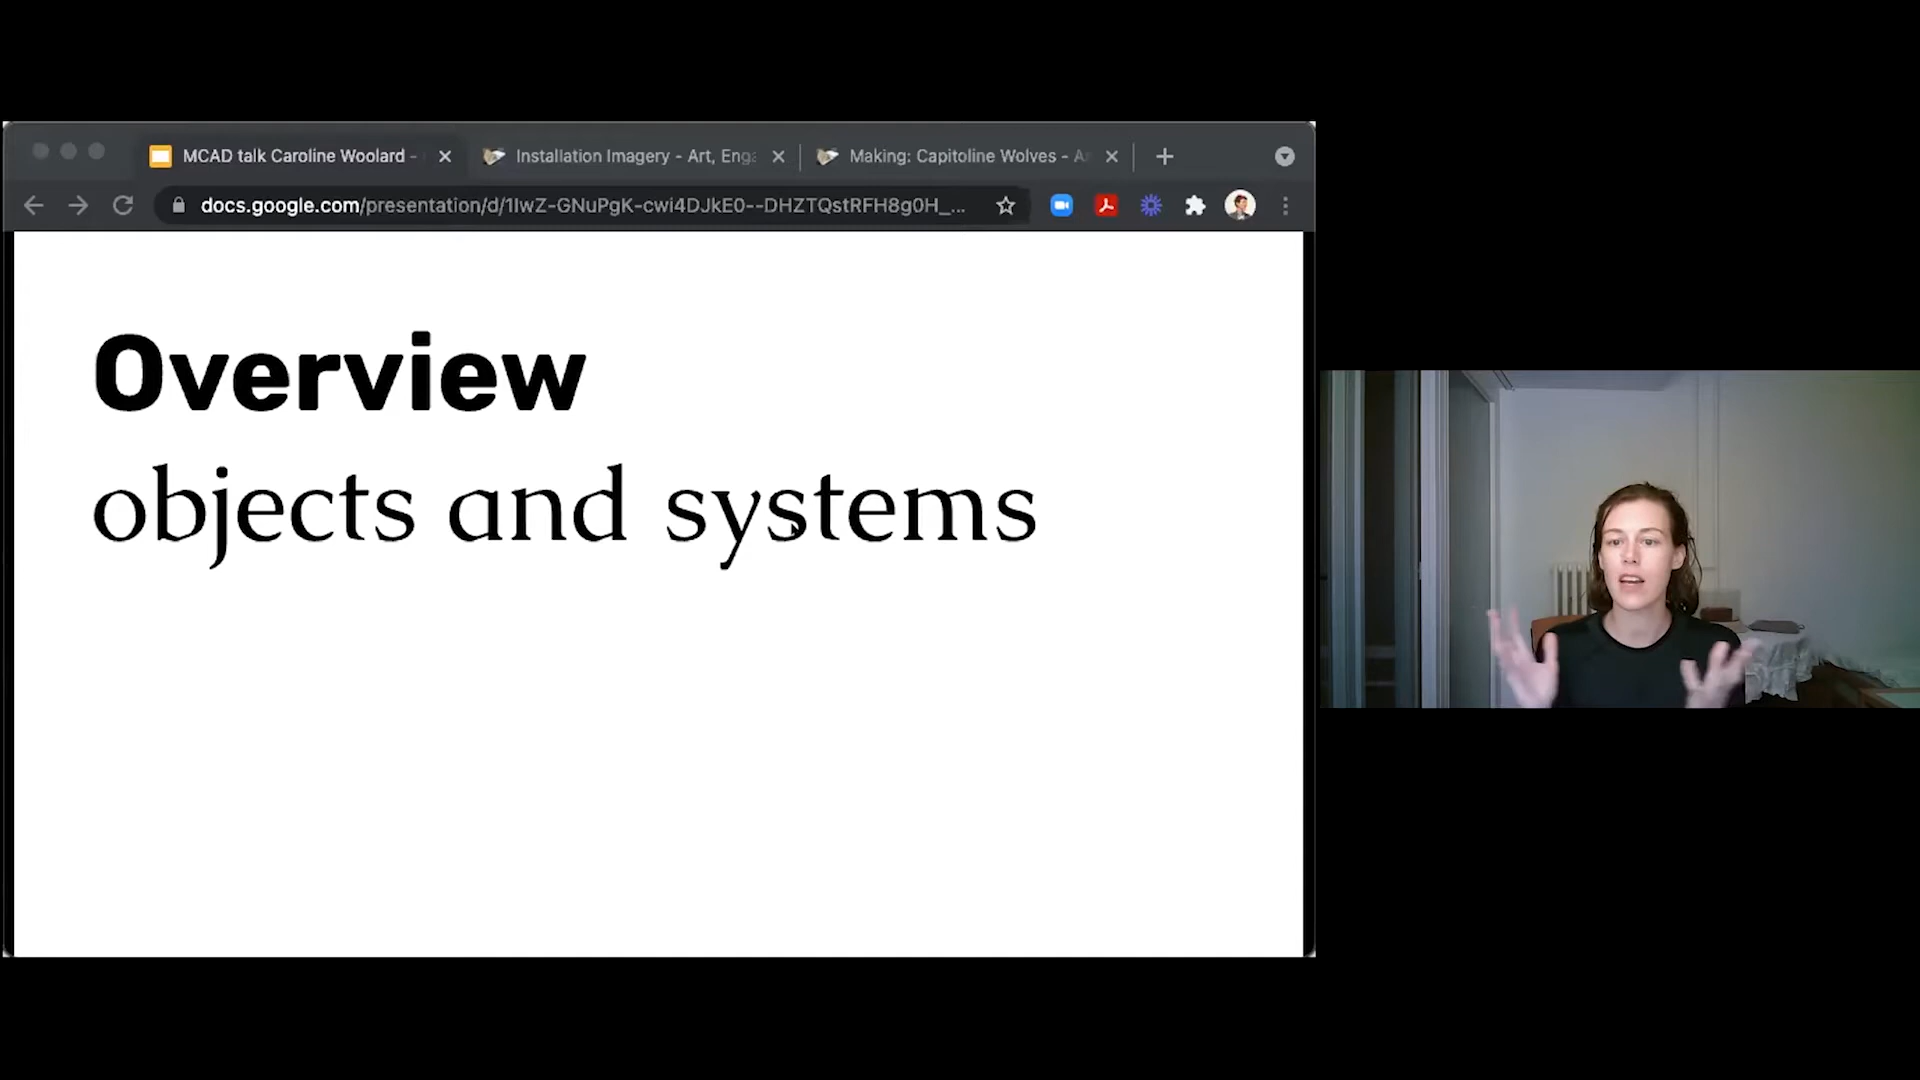 MCAD talk Caroline Woolard -
Installation Imagery - Art, Eng
Making: Capitoline Wolves - A
docs.google.com/presentation/d/1IwZ-GNuPgK-cwi4DJkE0--DHZTQstRFH8g0H_...
Overview
objects and systems